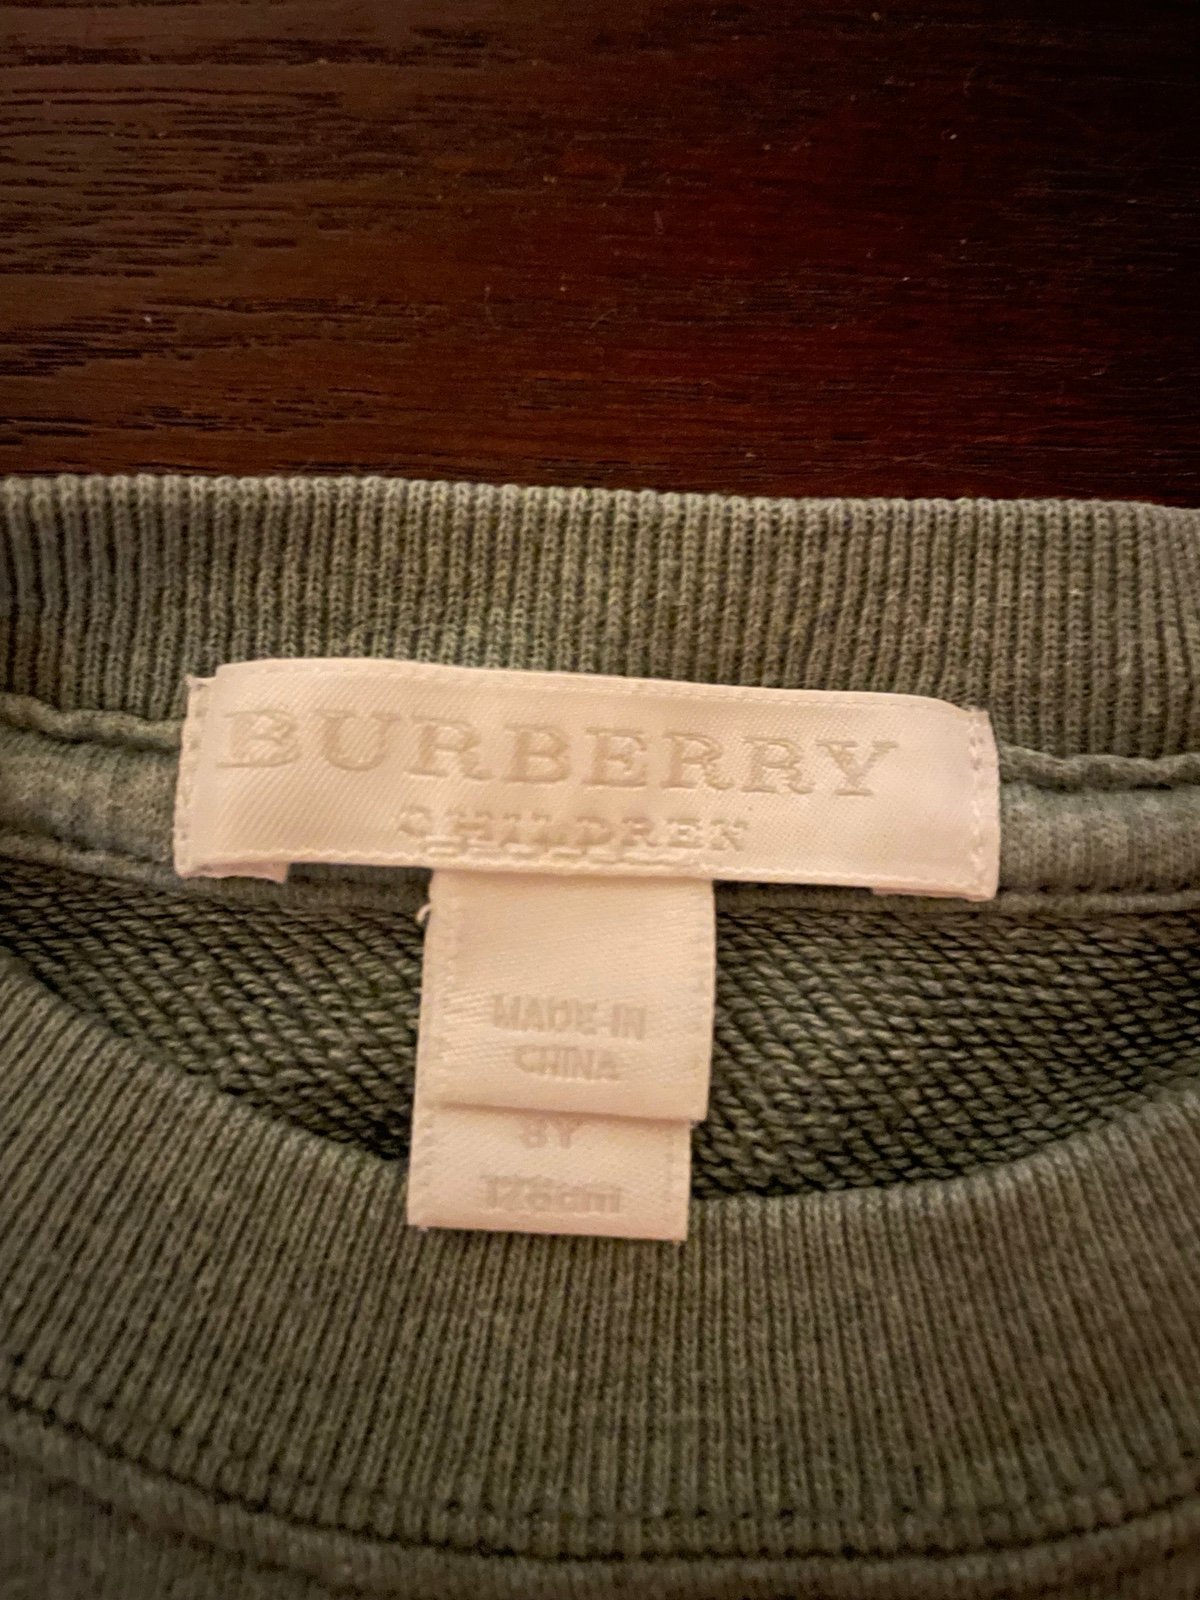 BURBERRY
CHILDREN
MADE IN
CHINA
8Y
128cm